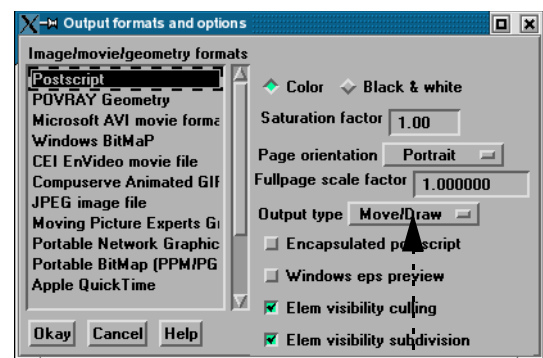 Output formats and options
Image/movie/geometry formats
Postscript
POVRAY Geometry
Microsoft AVI movie forma
Windows BitMaP
CEI EnVideo movie file
Compuserve Animated GIF
JPEG image file
Moving Picture Experts Gr
Portable Network Graphic
Portable BitMap (PPM/PG
Apple QuickTime
Okay Cancel Help
Color Black & white
Saturation factor 1.00
Page orientation Portrait
Fullpage scale factor 1.000000
Output type Move/Draw
Encapsulated postscript
Windows eps preview
Elem visibility culling
Elem visibility subdivision